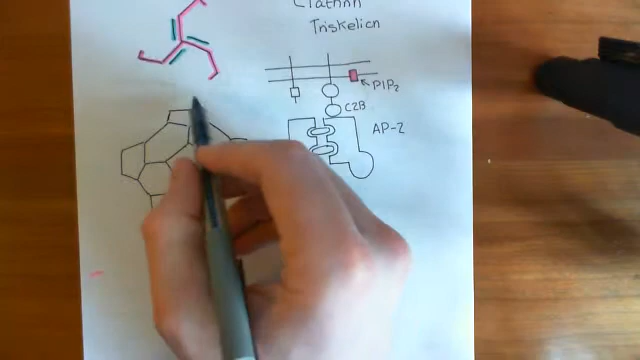 Clathrin
Triskelion
PIP₂
C2B
AP-2